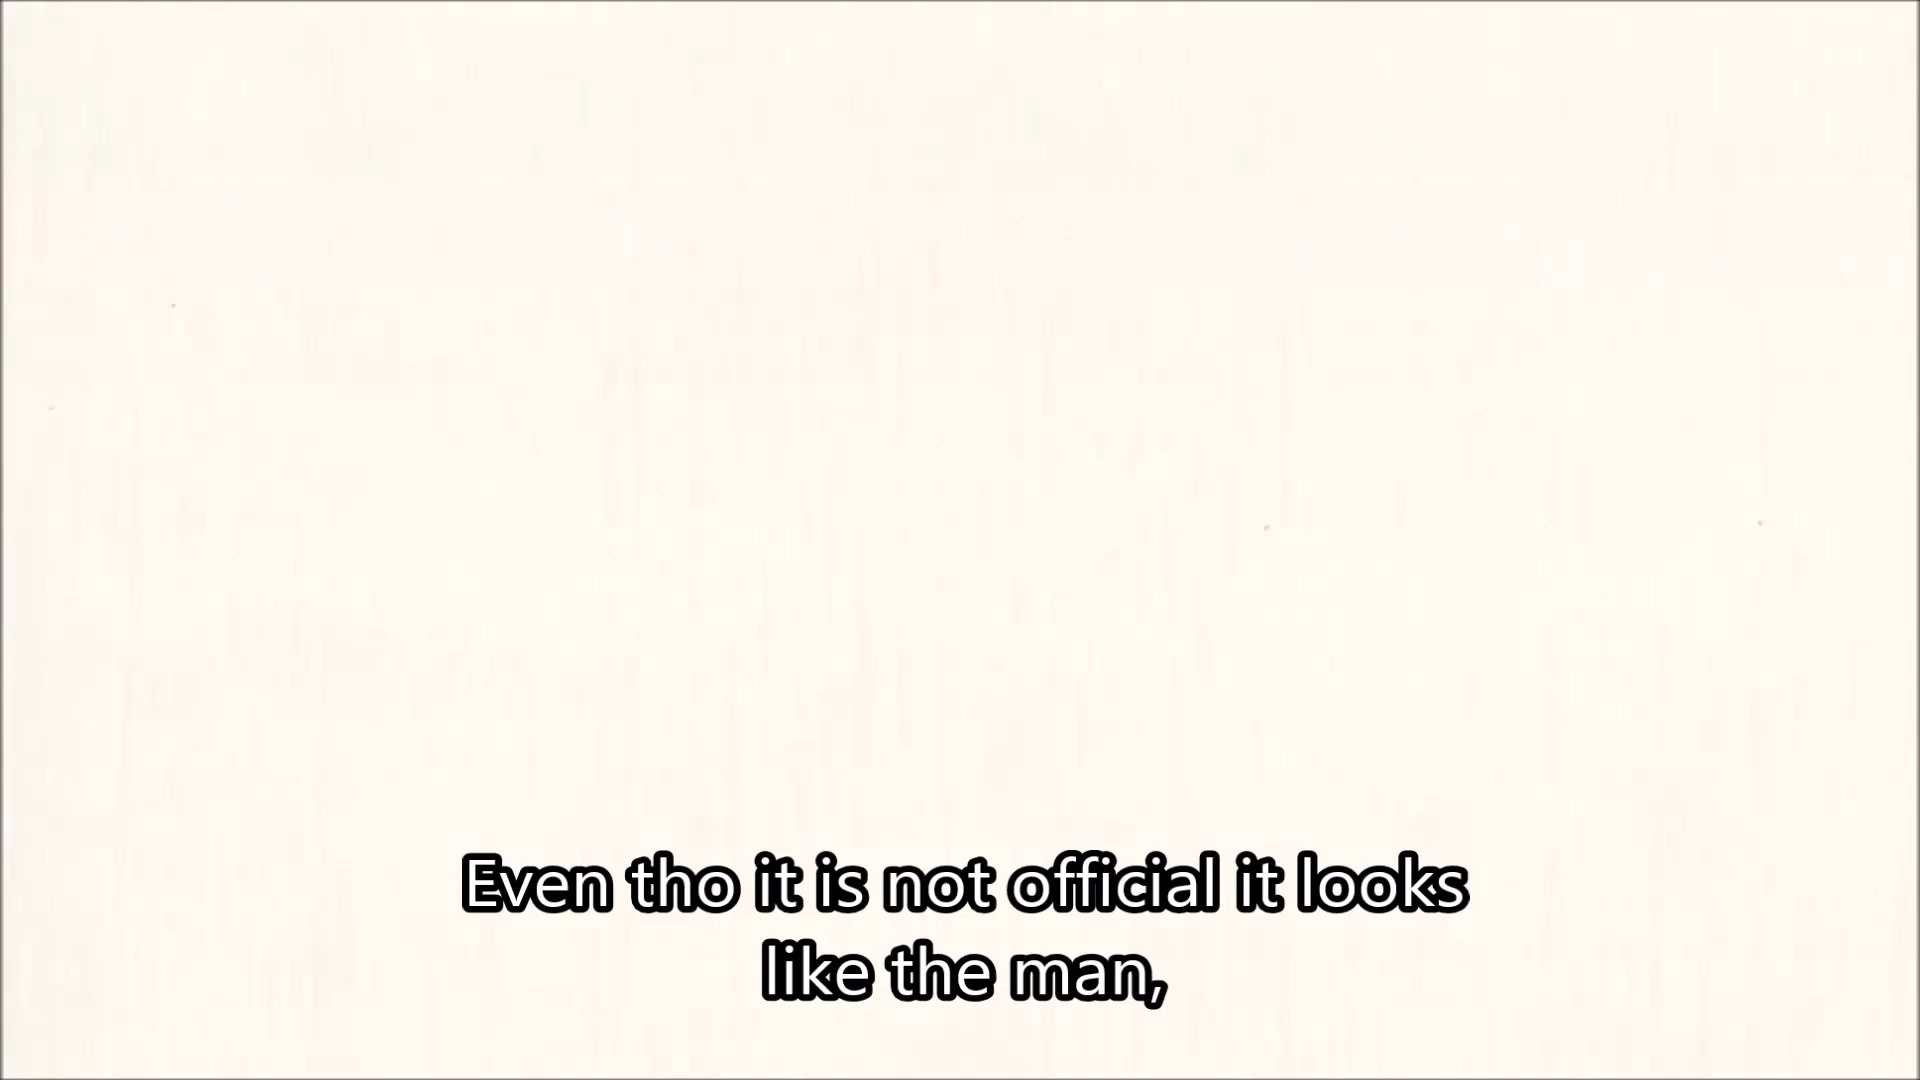 Even tho it is not official it looks
like the man,